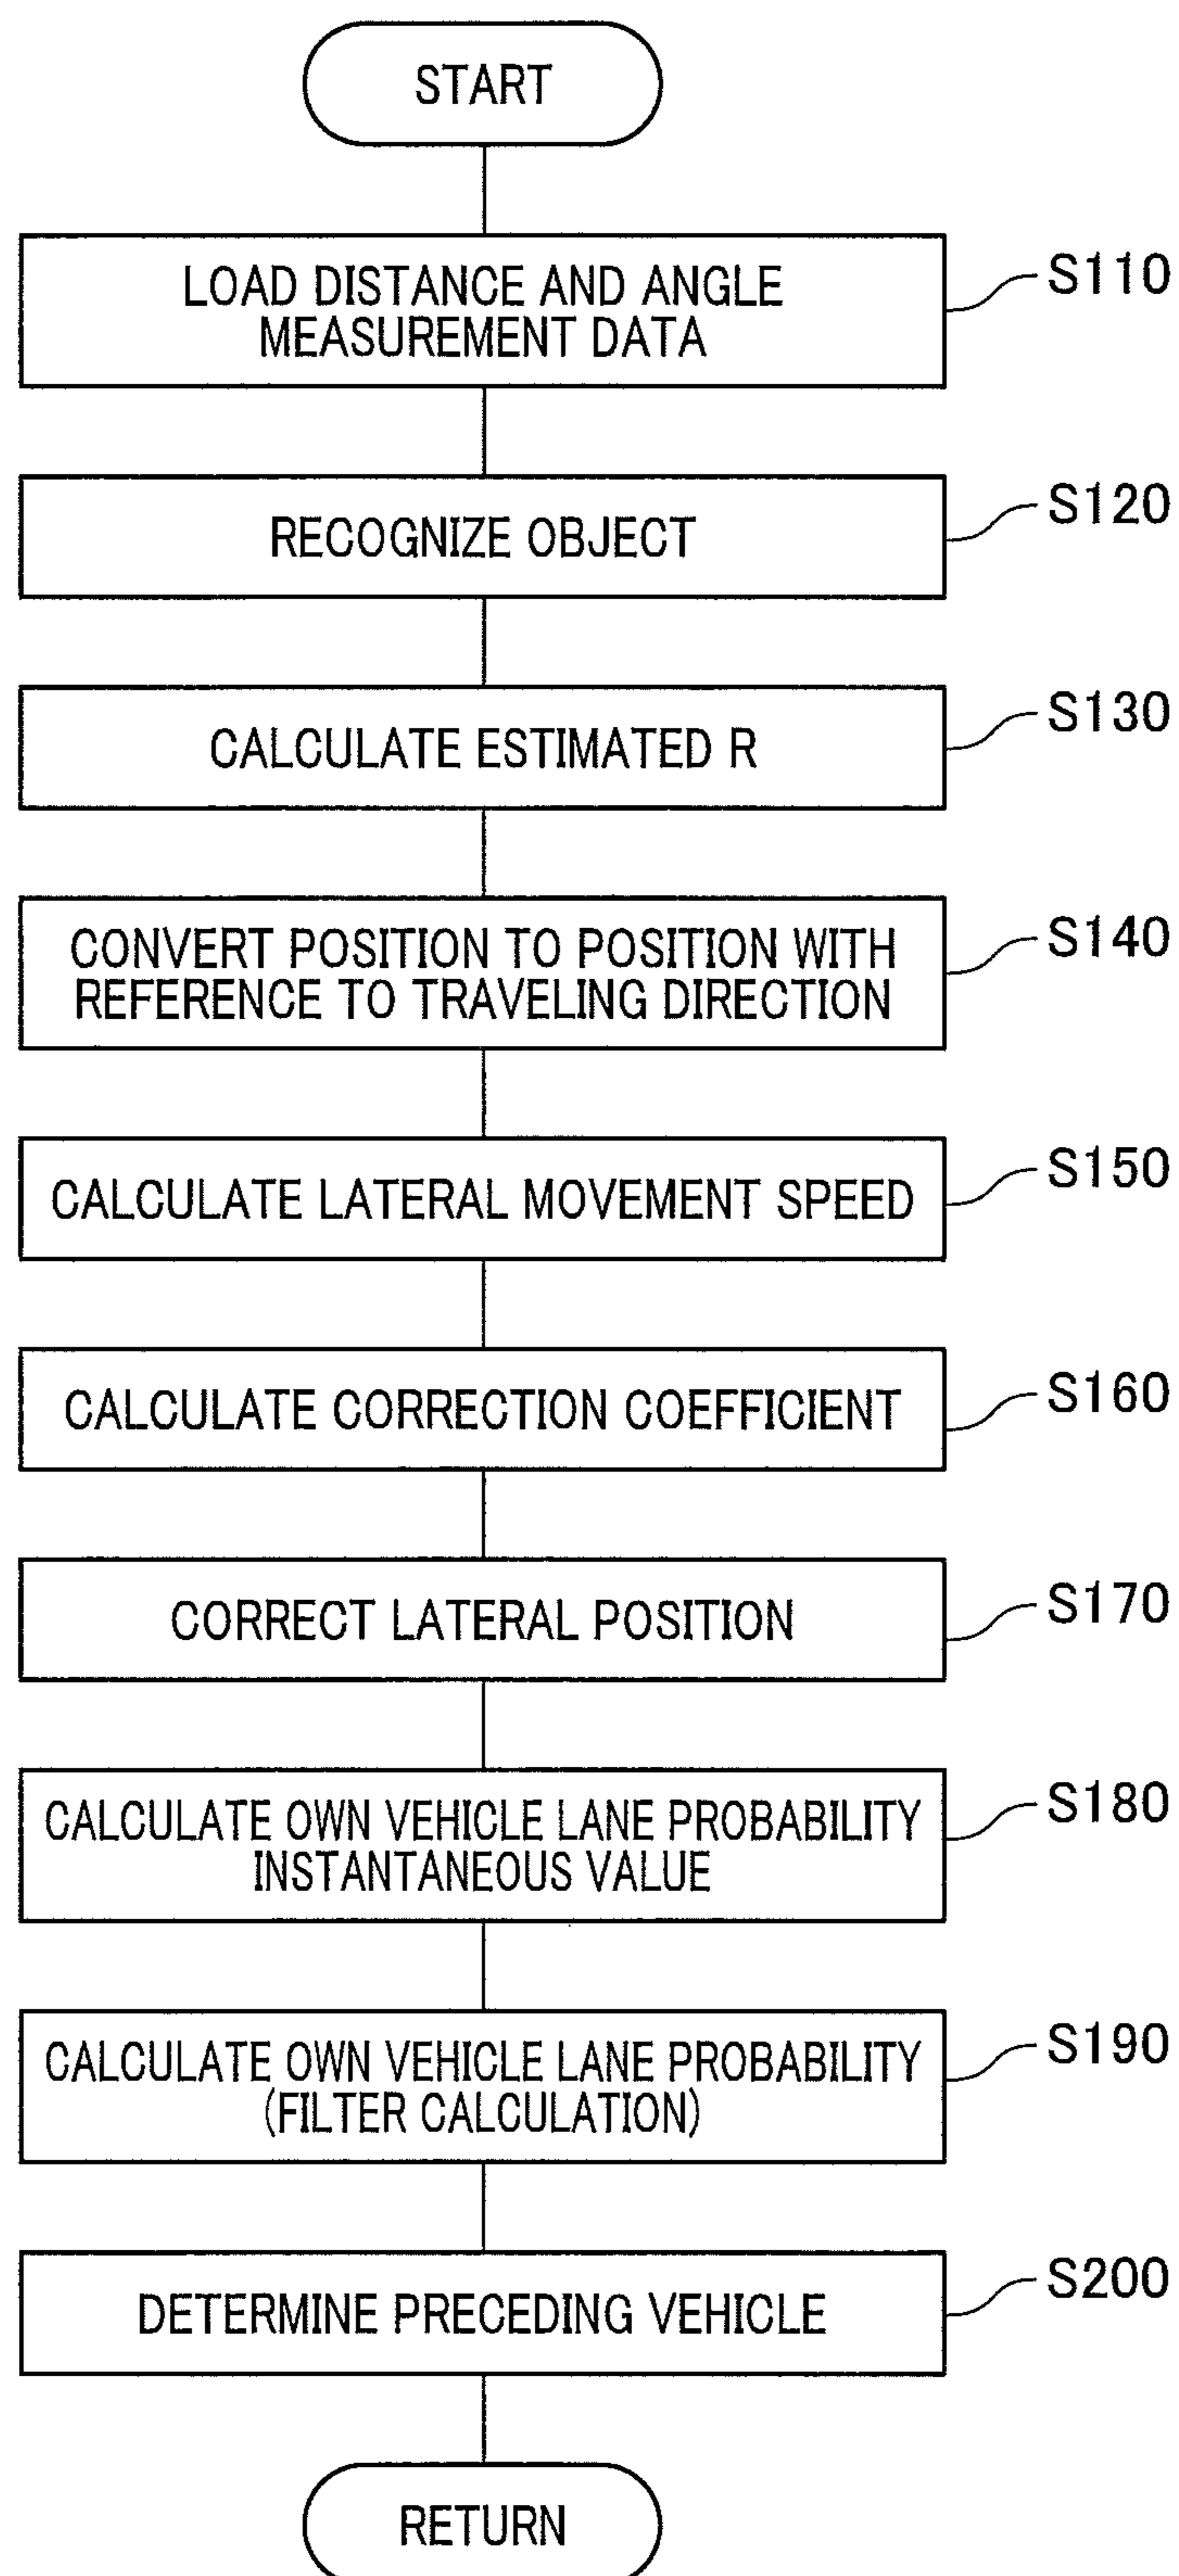 START
LOAD DISTANCE AND ANGLE
MEASUREMENT DATA
S110
RECOGNIZE OBJECT
S120
CALCULATE ESTIMATED R
S130
CONVERT POSITION TO POSITION WITH
REFERENCE TO TRAVELING DIRECTION
S140
CALCULATE LATERAL MOVEMENT SPEED
S150
CALCULATE CORRECTION COEFFICIENT
S160
CORRECT LATERAL POSITION
S170
CALCULATE OWN VEHICLE LANE PROBABILITY
INSTANTANEOUS VALUE
S180
CALCULATE OWN VEHICLE LANE PROBABILITY
(FILTER CALCULATION)
S190
DETERMINE PRECEDING VEHICLE
S200
RETURN